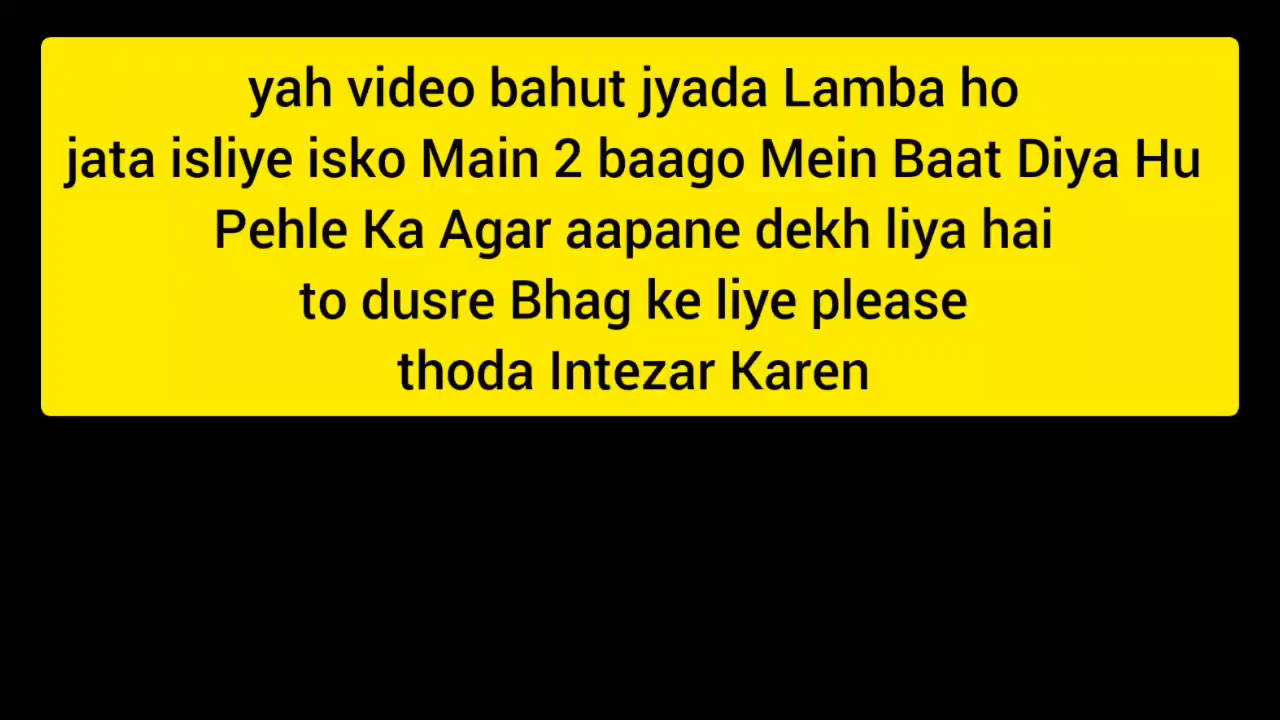 yah video bahut jyada Lamba ho
jata isliye isko Main 2 baago Mein Baat Diya Hu
Pehle Ka Agar aapane dekh liya hai
to dusre Bhag ke liye please
thoda Intezar Karen